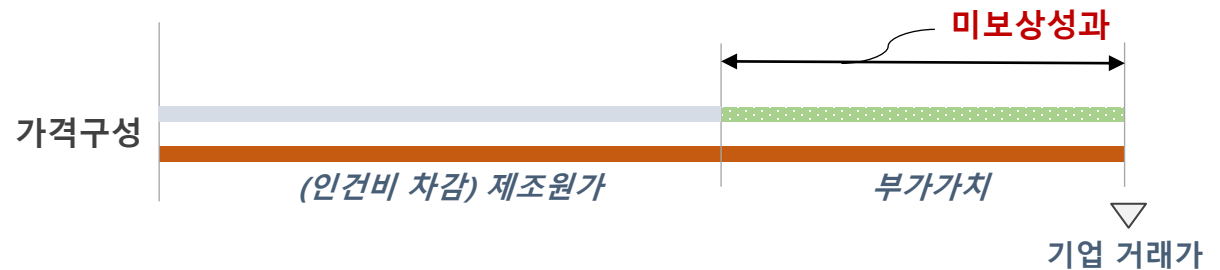 미보상성과
가격구성
(인건비 차감) 제조원가
부가가치
기업 거래가